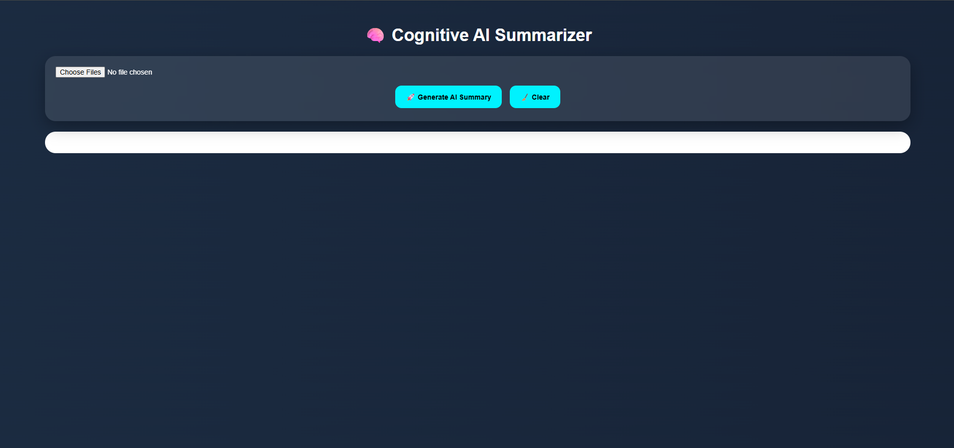 🧠 Cognitive AI Summarizer
Choose Files No file chosen
🚀 Generate AI Summary 🧹 Clear